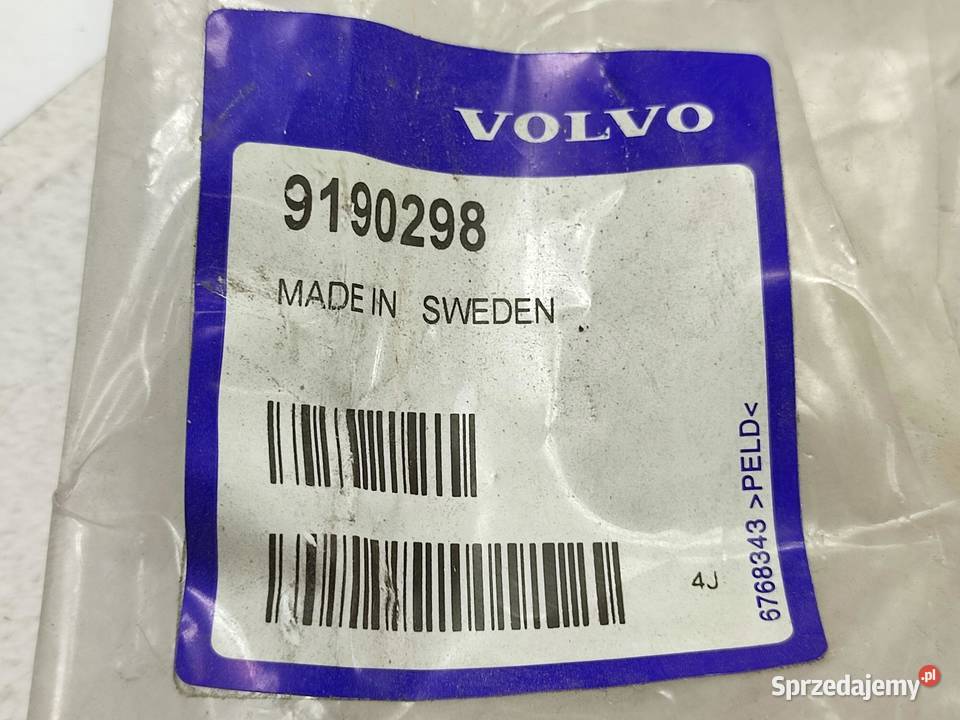 VOLVO
9190298
MADE IN SWEDEN
4J
6768343 >PELD<
Sprzedajemy.pl